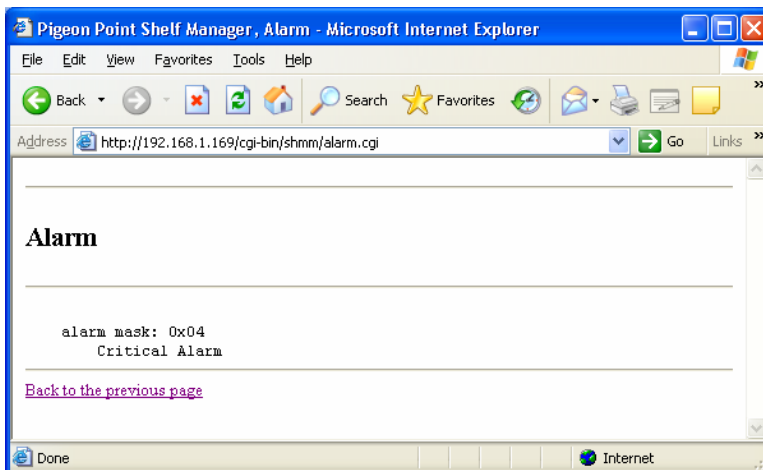 Pigeon Point Shelf Manager, Alarm - Microsoft Internet Explorer
File Edit View Favorites Tools Help
Back Search Favorites »
Address http://192.168.1.169/cgi-bin/shmm/alarm.cgi Go Links »
Alarm
alarm mask: 0x04
Critical Alarm
Back to the previous page
Done Internet